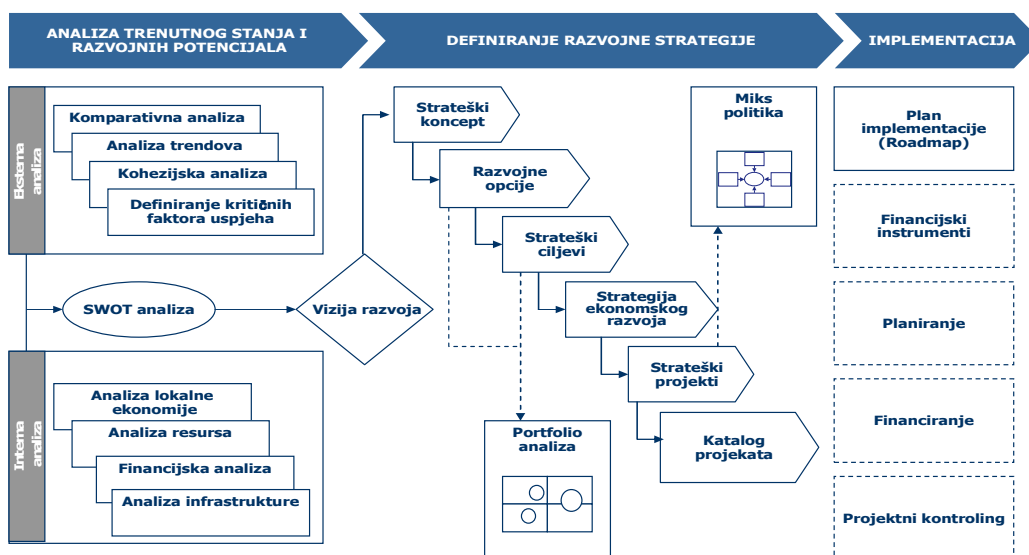 ANALIZA TRENUTNOG STANJA I
RAZVOJNIH POTENCIJALA
DEFINIRANJE RAZVOJNE STRATEGIJE
IMPLEMENTACIJA
Eksterna
analiza
Komparativna analiza
Analiza trendova
Kohezijska analiza
Definiranje kritičnih
faktora uspjeha
SWOT analiza
Vizija razvoja
Interna
analiza
Analiza lokalne
ekonomije
Analiza resursa
Financijska analiza
Analiza infrastrukture
Strateški
koncept
Razvojne
opcije
Strateški
ciljevi
Strategija
ekonomskog
razvoja
Strateški
projekti
Katalog
projekata
Miks
politika
Portfolio
analiza
Plan
implementacije
(Roadmap)
Financijski
instrumenti
Planiranje
Financiranje
Projektni kontroling